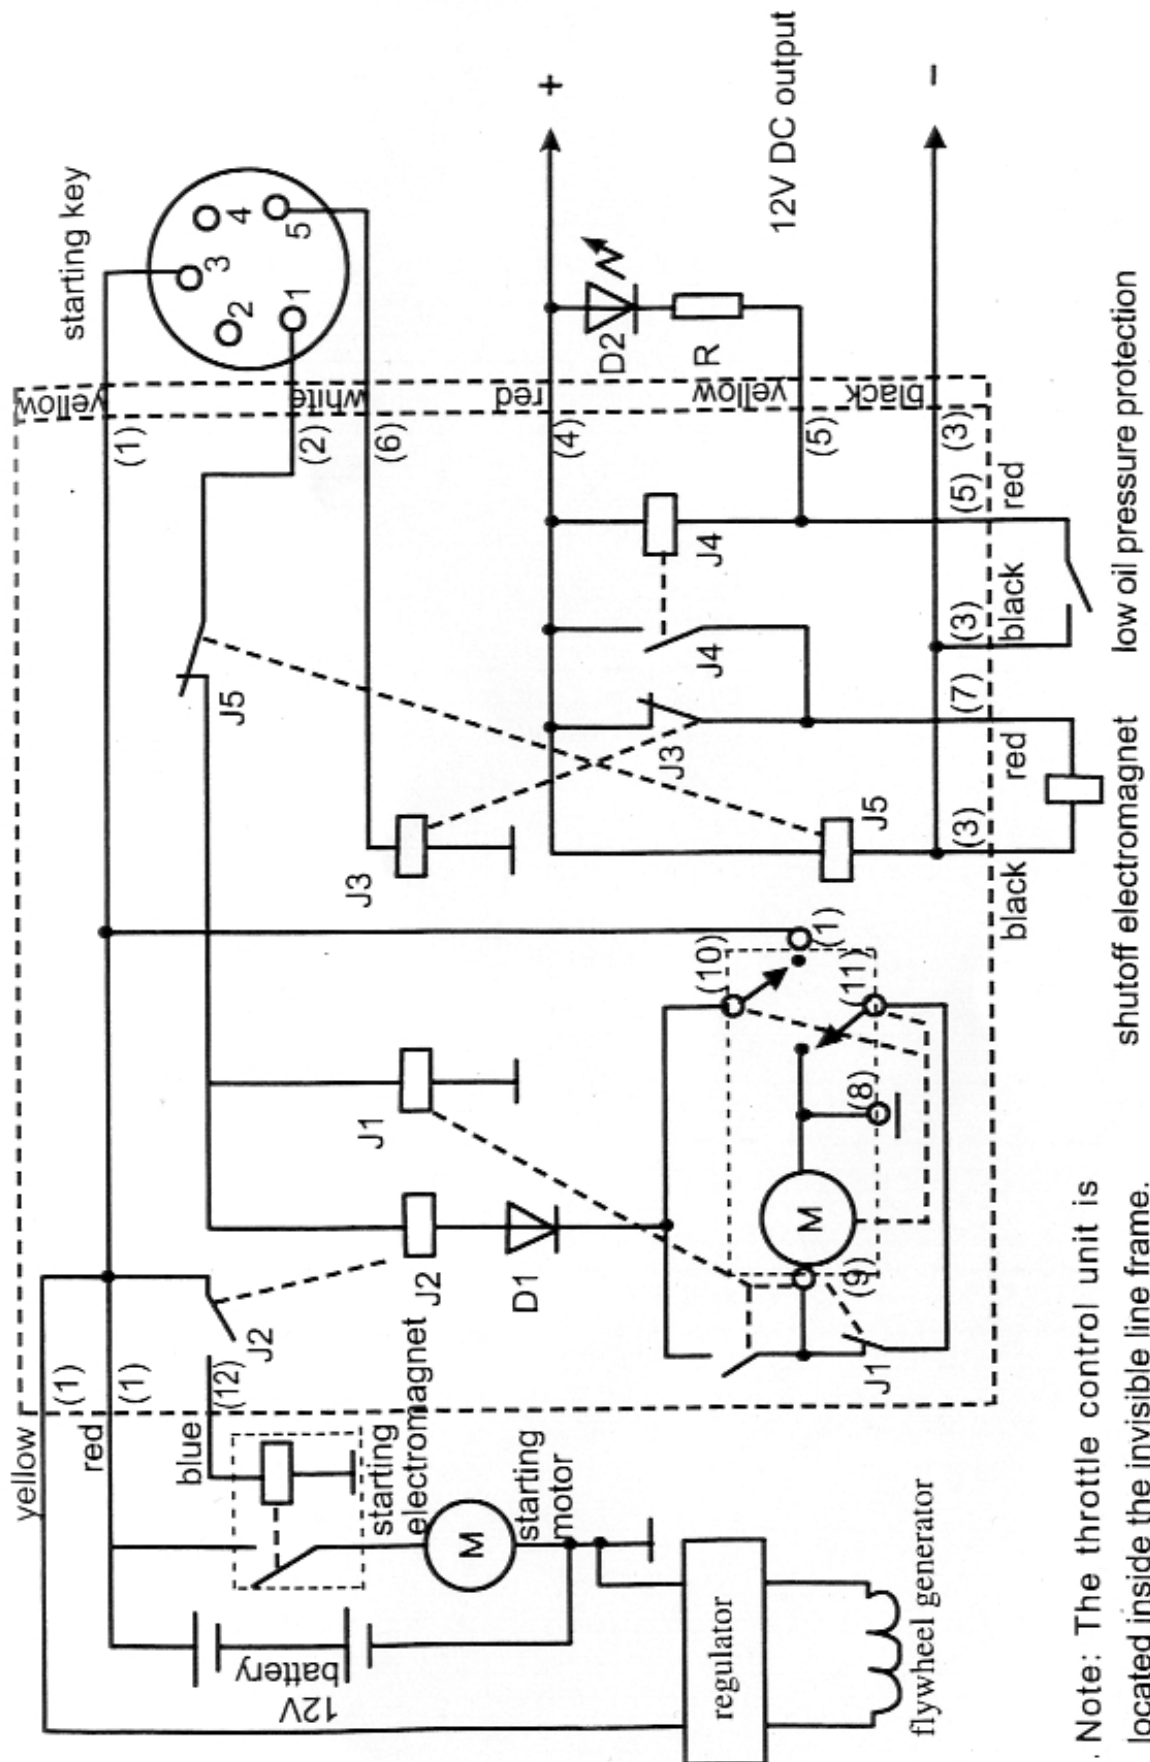 starting key
3
4
2
1
5
yellow
(1)
(2)
white
(6)
red
(4)
yellow
(5)
black
(3)
+
12V DC output
−
D2
R
J5
J3
J4
J4
J3
J5
(5)
red
(3)
black
(7)
red
(3)
black
low oil pressure protection
shutoff electromagnet
J1
J2
D1
J2
(10)
(1)
(11)
(8)
M
(9)
J1
yellow
(1)
red
(1)
blue
(12)
starting
electromagnet
M
starting
motor
12V
battery
regulator
flywheel generator
. Note: The throttle control unit is
located inside the invisible line frame.